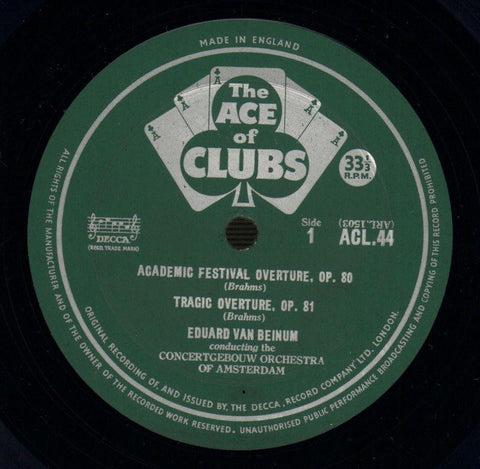 MADE IN ENGLAND
A A A A
The
ACE
of
CLUBS
33 1/3
R.P.M.
DECCA
(REGD. TRADE MARK)
Side
1
(ARL.1503)
ACL.44
ACADEMIC FESTIVAL OVERTURE, OP. 80
(Brahms)
TRAGIC OVERTURE, OP. 81
(Brahms)
EDUARD VAN BEINUM
conducting the
CONCERTGEBOUW ORCHESTRA
OF AMSTERDAM
ALL RIGHTS OF THE MANUFACTURER AND OF THE OWNER OF THE RECORDED WORK RESERVED. UNAUTHORISED PUBLIC PERFORMANCE BROADCASTING AND COPYING OF THIS RECORD PROHIBITED
ORIGINAL RECORDING OF, AND ISSUED BY, THE DECCA RECORD COMPANY LTD. LONDON.